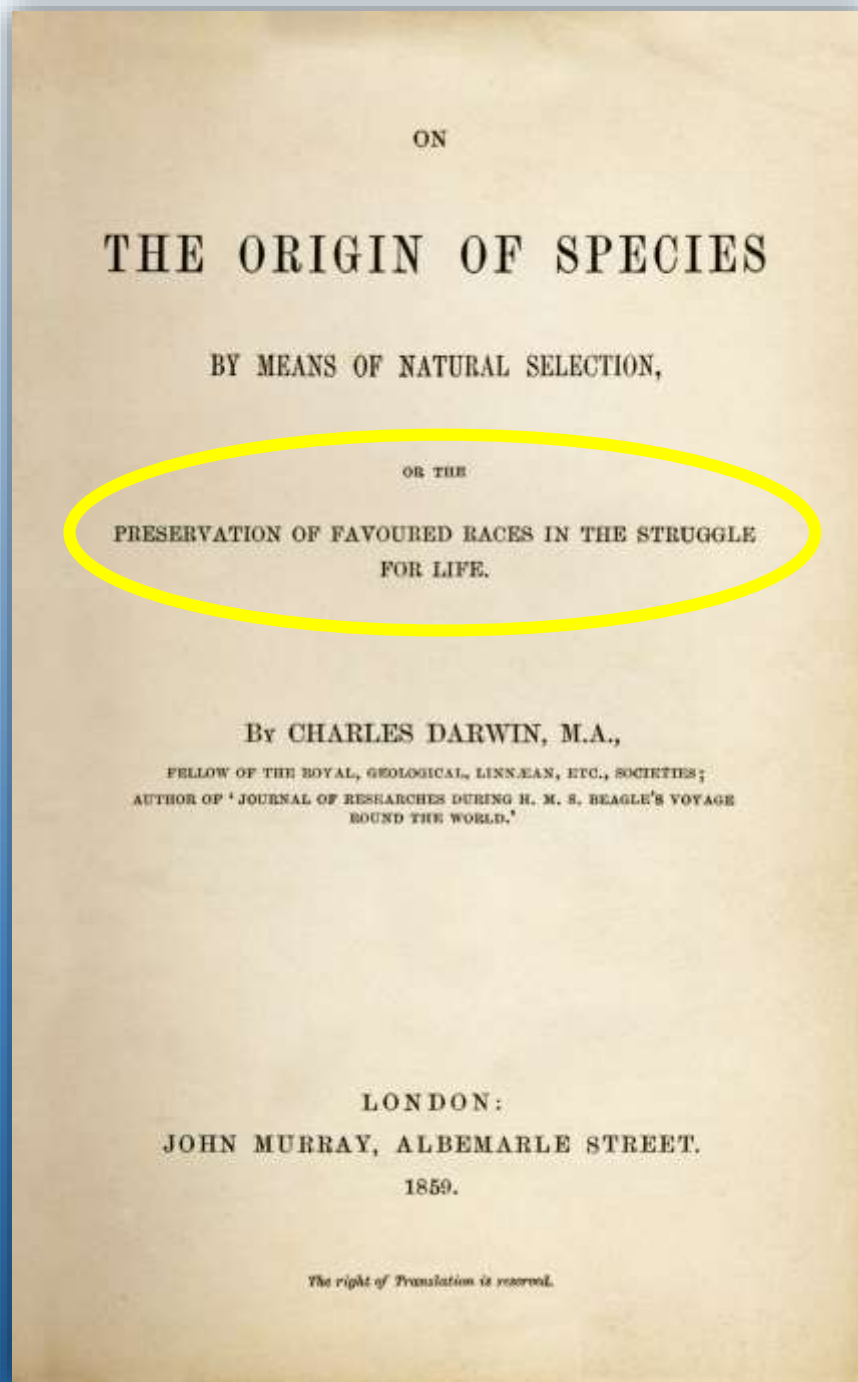 ON
THE ORIGIN OF SPECIES
BY MEANS OF NATURAL SELECTION,
OR THE
PRESERVATION OF FAVOURED RACES IN THE STRUGGLE
FOR LIFE.
BY CHARLES DARWIN, M.A.,
FELLOW OF THE ROYAL, GEOLOGICAL, LINNÆAN, ETC., SOCIETIES;
AUTHOR OF ‘JOURNAL OF RESEARCHES DURING H. M. S. BEAGLE’S VOYAGE
ROUND THE WORLD.’
LONDON:
JOHN MURRAY, ALBEMARLE STREET.
1859.
The right of Translation is reserved.